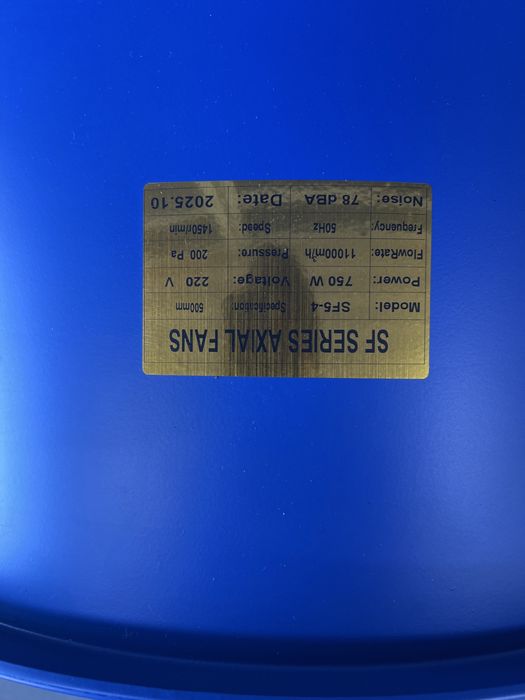 SF SERIES AXIAL FANS
Model: SF5-4 Specification: 500mm
Power: 750 W Voltage: 220 V
FlowRate: 11000m³/h Pressure: 200 Pa
Frequency: 50Hz Speed: 1450r/min
Noise: 78 dBA Date: 2025.10